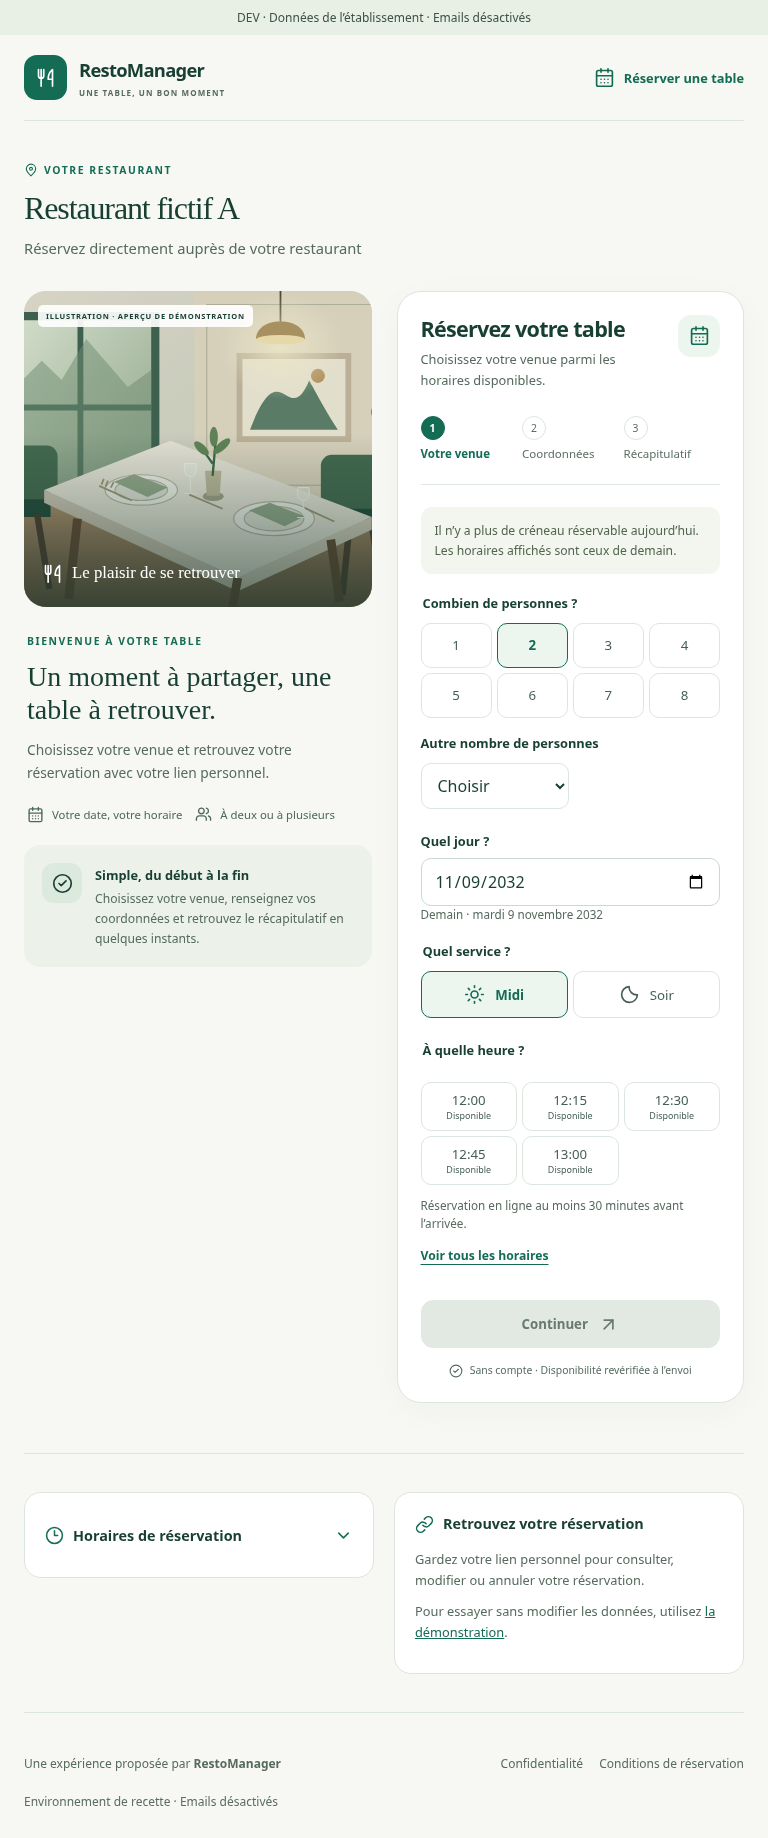 DEV · Données de l’établissement · Emails désactivés
RestoManager
UNE TABLE, UN BON MOMENT
Réserver une table
VOTRE RESTAURANT
Restaurant fictif A
Réservez directement auprès de votre restaurant
ILLUSTRATION · APERÇU DE DÉMONSTRATION
Le plaisir de se retrouver
BIENVENUE À VOTRE TABLE
Un moment à partager, une
table à retrouver.
Choisissez votre venue et retrouvez votre
réservation avec votre lien personnel.
Votre date, votre horaire
À deux ou à plusieurs
Simple, du début à la fin
Choisissez votre venue, renseignez vos
coordonnées et retrouvez le récapitulatif en
quelques instants.
Réservez votre table
Choisissez votre venue parmi les
horaires disponibles.
1 2 3
Votre venue Coordonnées Récapitulatif
Il n’y a plus de créneau réservable aujourd’hui.
Les horaires affichés sont ceux de demain.
Combien de personnes ?
1 2 3 4
5 6 7 8
Autre nombre de personnes
Choisir
Quel jour ?
11/09/2032
Demain · mardi 9 novembre 2032
Quel service ?
Midi Soir
À quelle heure ?
12:00 12:15 12:30
Disponible Disponible Disponible
12:45 13:00
Disponible Disponible
Réservation en ligne au moins 30 minutes avant
l’arrivée.
Voir tous les horaires
Continuer
Sans compte · Disponibilité revérifiée à l’envoi
Horaires de réservation
Retrouvez votre réservation
Gardez votre lien personnel pour consulter,
modifier ou annuler votre réservation.
Pour essayer sans modifier les données, utilisez la
démonstration.
Une expérience proposée par RestoManager
Confidentialité Conditions de réservation
Environnement de recette · Emails désactivés